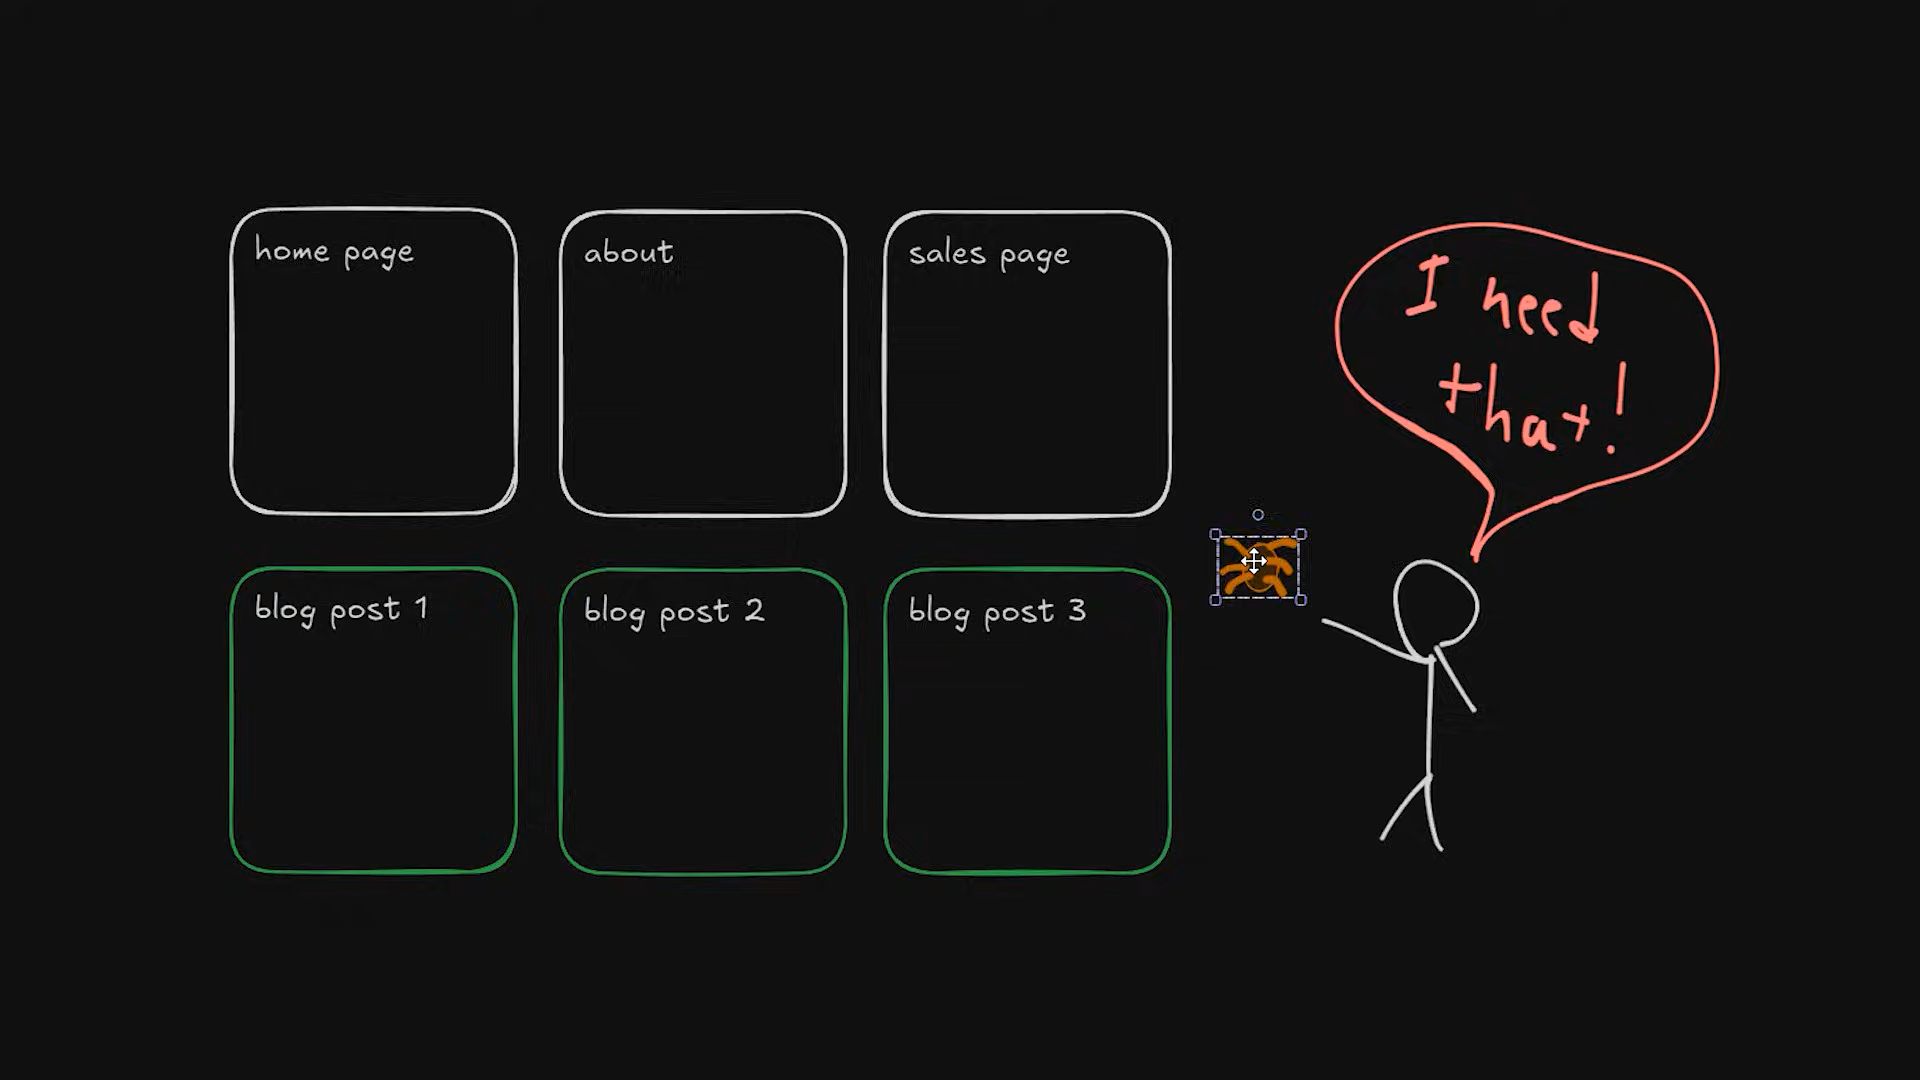 home page
about
sales page
I need
that!
blog post 1
blog post 2
blog post 3